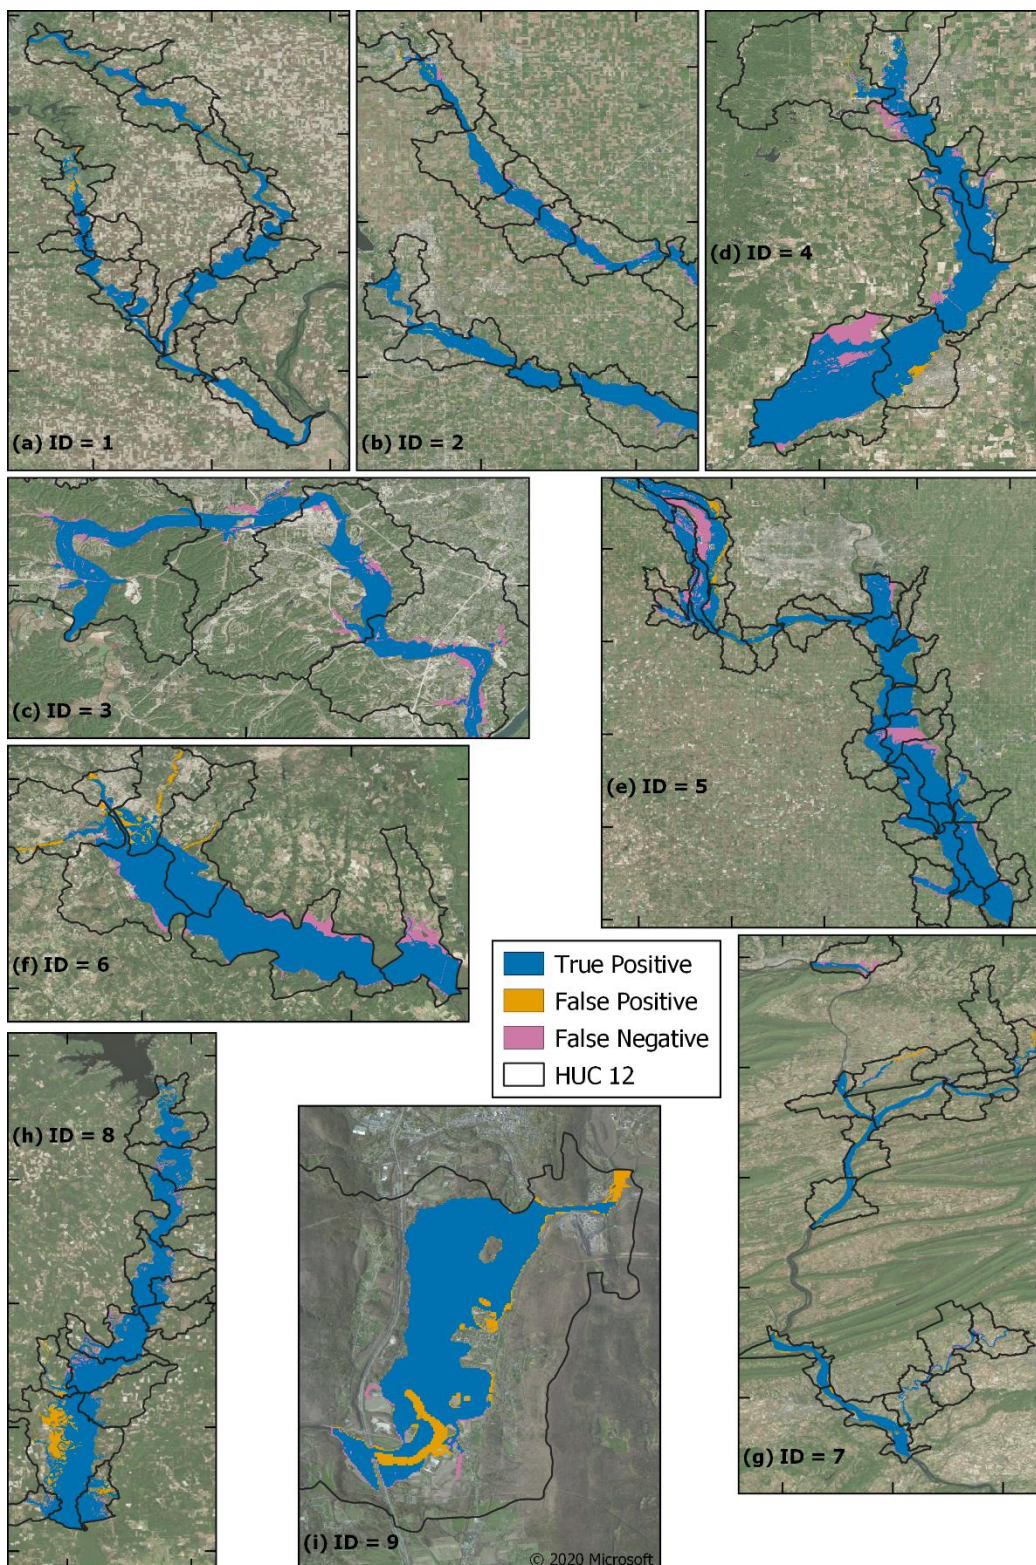 (a) ID = 1
(b) ID = 2
(d) ID = 4
(c) ID = 3
(e) ID = 5
(f) ID = 6
True Positive
False Positive
False Negative
HUC 12
(h) ID = 8
(g) ID = 7
(i) ID = 9
© 2020 Microsoft